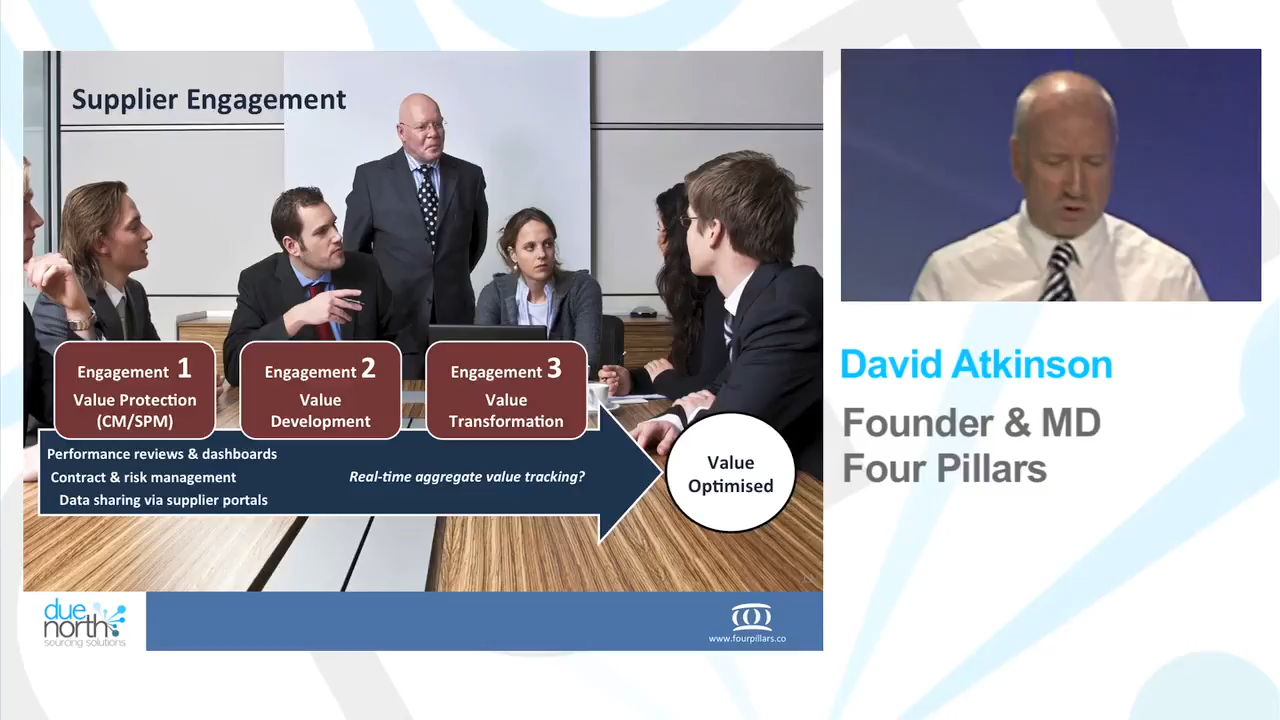 Supplier Engagement
Engagement 1
Value Protection
(CM/SPM)
Engagement 2
Value
Development
Engagement 3
Value
Transformation
Performance reviews & dashboards
Contract & risk management
Data sharing via supplier portals
Real-time aggregate value tracking?
Value
Optimised
due
north
sourcing solutions
www.fourpillars.co
David Atkinson
Founder & MD
Four Pillars